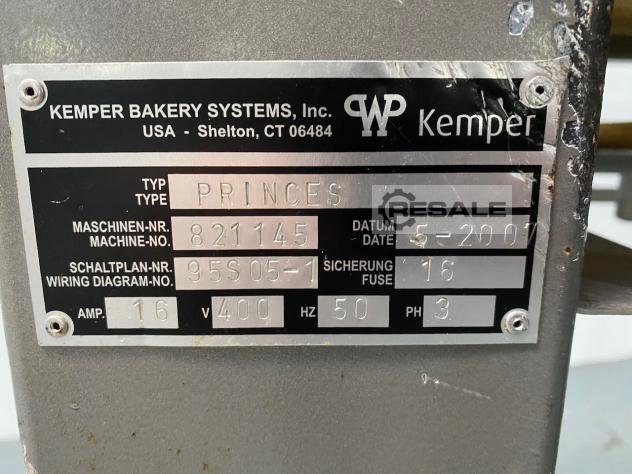 KEMPER BAKERY SYSTEMS, Inc.
USA - Shelton, CT 06484
WP Kemper
TYP
TYPE
PRINCES
RESALE
MASCHINEN-NR.
MACHINE-NO.
821145
DATUM
DATE
5-2007
SCHALTPLAN-NR.
WIRING DIAGRAM-NO.
95S05-1
SICHERUNG
FUSE
16
AMP. 16 V 400 HZ 50 PH 3